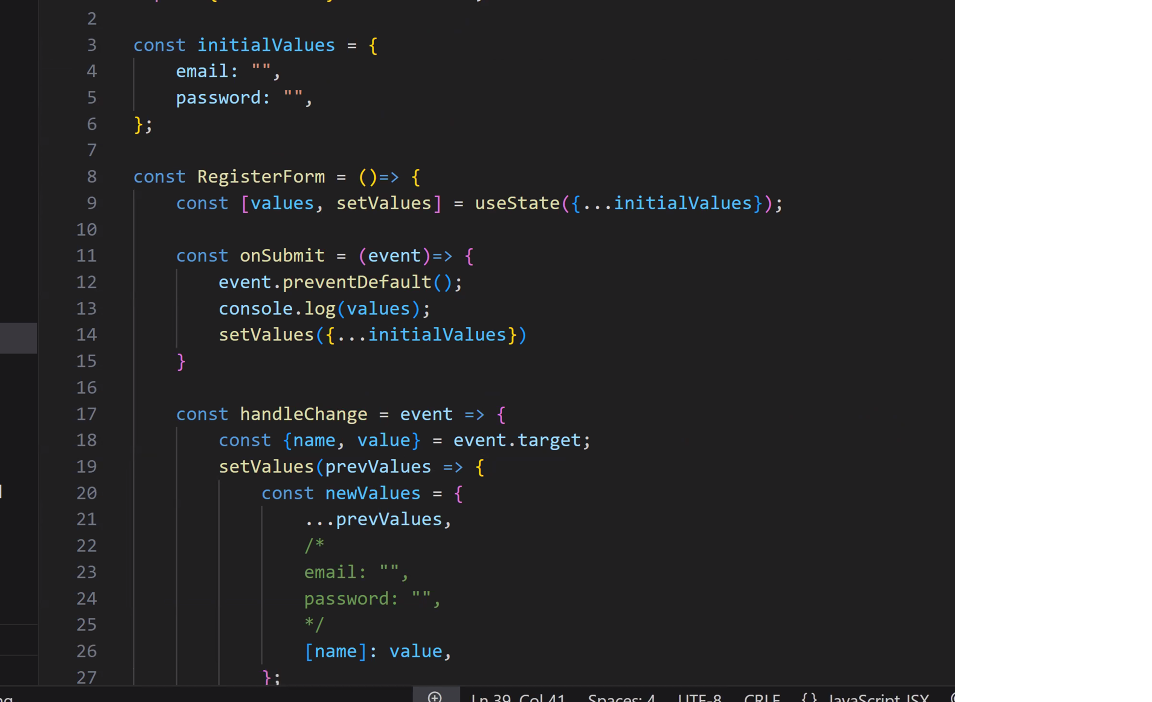 2
3 const initialValues = {
4 email: "",
5 password: "",
6 };
7
8 const RegisterForm = ()=> {
9 const [values, setValues] = useState({...initialValues});
10
11 const onSubmit = (event)=> {
12 event.preventDefault();
13 console.log(values);
14 setValues({...initialValues})
15 }
16
17 const handleChange = event => {
18 const {name, value} = event.target;
19 setValues(prevValues => {
20 const newValues = {
21 ...prevValues,
22 /*
23 email: "",
24 password: "",
25 */
26 [name]: value,
27 };
Ln 39, Col 41 Spaces: 4 UTF-8 CRLF {} JavaScript JSX